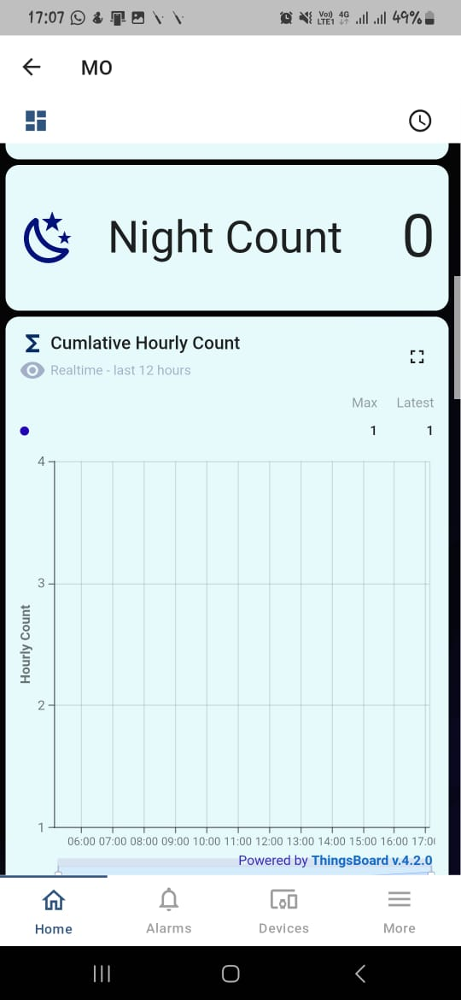 17:07 Vo)) LTE1 4G 49%
MO
Night Count 0
Cumlative Hourly Count
Realtime - last 12 hours
Max Latest
1 1
4
3
2
1
Hourly Count
06:00 07:00 08:00 09:00 10:00 11:00 12:00 13:00 14:00 15:00 16:00 17:0
Powered by ThingsBoard v.4.2.0
Home Alarms Devices More